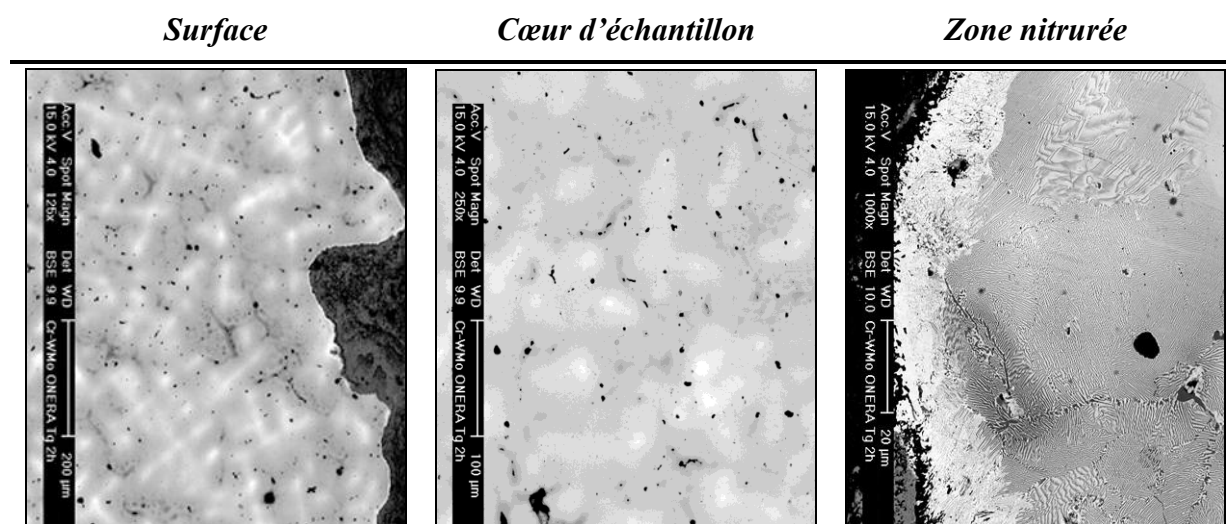 Surface
Cœur d’échantillon
Zone nitrurée
Acc.V Spot Magn Det WD
15.0 kV 4.0 125x BSE 9.9 Cr-WMo ONERA Tg 2h
200 µm
Acc.V Spot Magn Det WD
15.0 kV 4.0 250x BSE 9.9 Cr-WMo ONERA Tg 2h
100 µm
Acc.V Spot Magn Det WD
15.0 kV 4.0 1000x BSE 10.0 Cr-WMo ONERA Tg 2h
20 µm